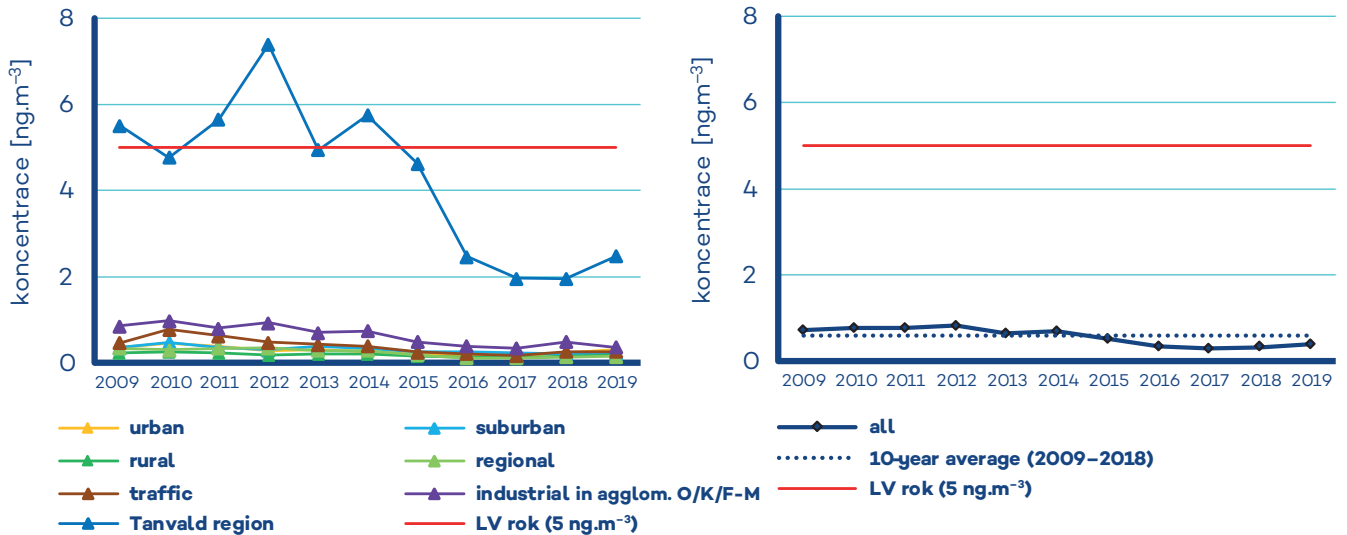 koncentrace [ng.m⁻³]
8
6
4
2
0
2009 2010 2011 2012 2013 2014 2015 2016 2017 2018 2019
urban
suburban
rural
regional
traffic
industrial in agglom. O/K/F-M
Tanvald region
LV rok (5 ng.m⁻³)
koncentrace [ng.m⁻³]
8
6
4
2
0
2009 2010 2011 2012 2013 2014 2015 2016 2017 2018 2019
all
10-year average (2009–2018)
LV rok (5 ng.m⁻³)